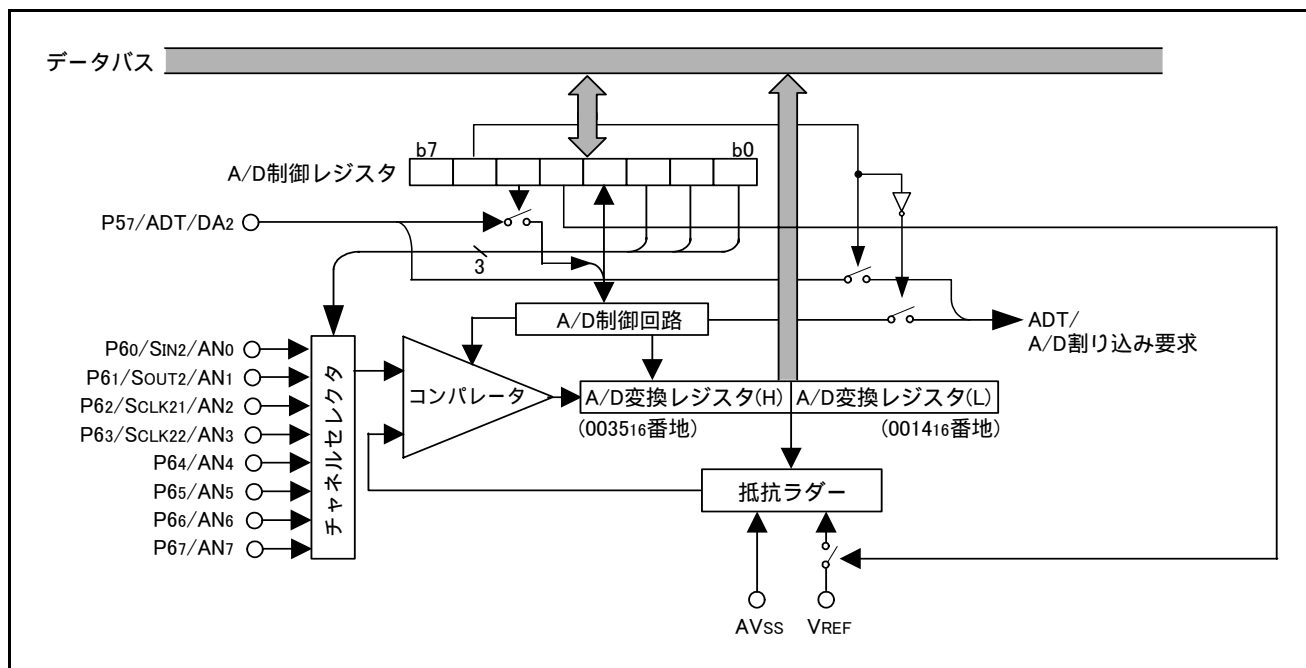 データバス
b7
b0
A/D制御レジスタ
P57/ADT/DA2
3
A/D制御回路
ADT/
A/D割り込み要求
P60/SIN2/AN0
P61/SOUT2/AN1
P62/SCLK21/AN2
P63/SCLK22/AN3
P64/AN4
P65/AN5
P66/AN6
P67/AN7
チャネルセレクタ
コンパレータ
A/D変換レジスタ(H)
A/D変換レジスタ(L)
(003516番地)
(001416番地)
抵抗ラダー
AVSS
VREF